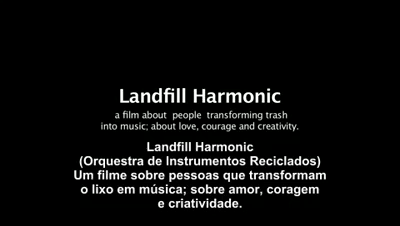 Landfill Harmonic
a film about people transforming trash
into music; about love, courage and creativity.
Landfill Harmonic
(Orquestra de Instrumentos Reciclados)
Um filme sobre pessoas que transformam
o lixo em música; sobre amor, coragem
e criatividade.